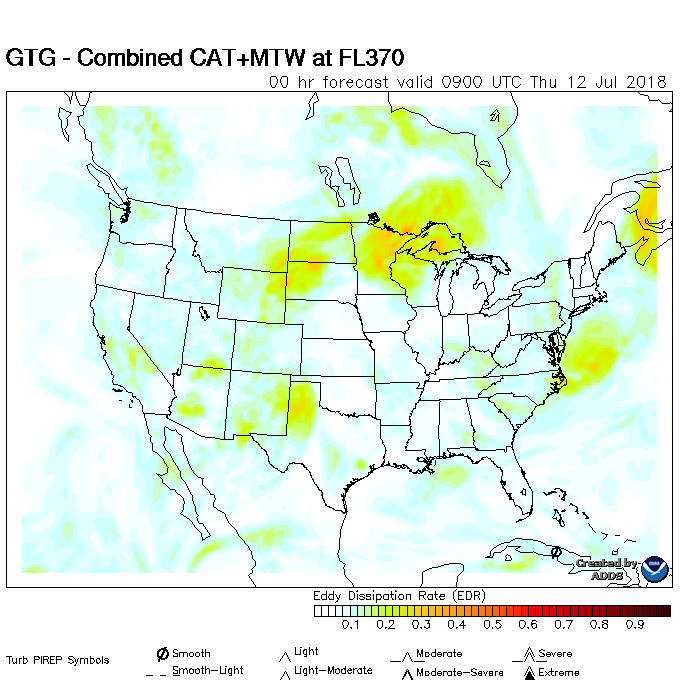 GTG - Combined CAT+MTW at FL370
00 hr forecast valid 0900 UTC Thu 12 Jul 2018
Created by
ADDS
Eddy Dissipation Rate (EDR)
0.1 0.2 0.3 0.4 0.5 0.6 0.7 0.8 0.9
Turb PIREP Symbols
Smooth
Light
Moderate
Severe
Smooth-Light
Light-Moderate
Moderate-Severe
Extreme